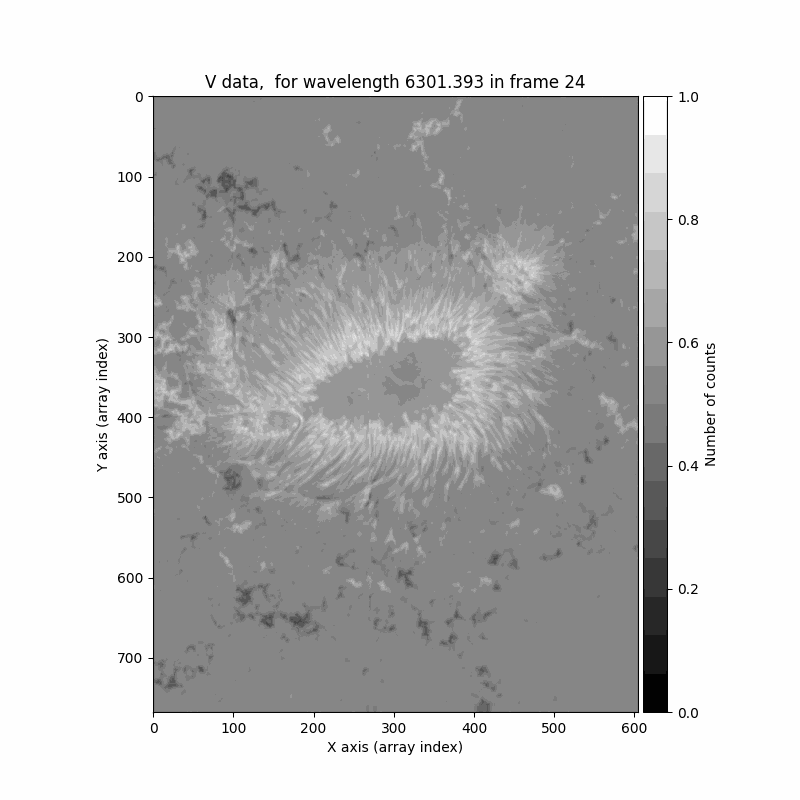 V data,  for wavelength 6301.393 in frame 24
0
100
200
300
400
500
600
700
Y axis (array index)
0 100 200 300 400 500 600
X axis (array index)
1.0
0.8
0.6
0.4
0.2
0.0
Number of counts